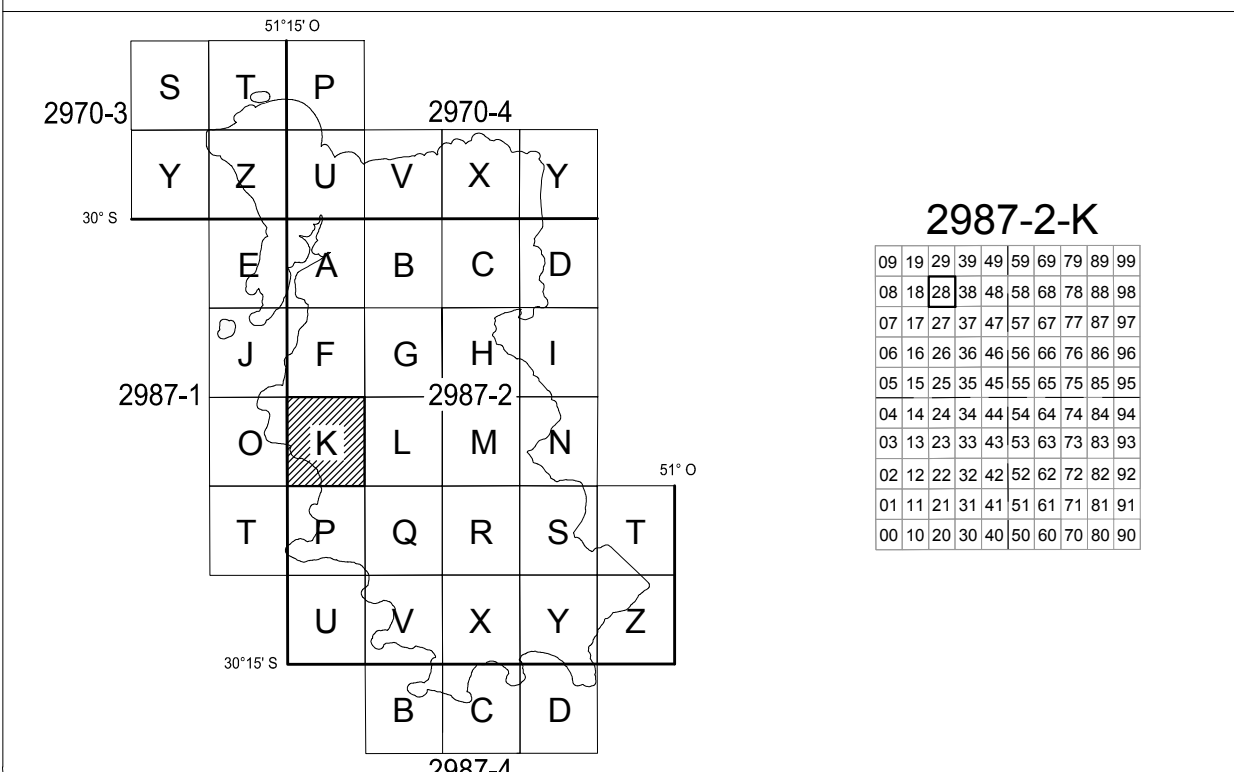 51°15' O
S T P
2970-3
2970-4
Y Z U V X Y
30° S
E A B C D
J F G H I
2987-1
2987-2
O K L M N
51° O
T P Q R S T
U V X Y Z
30°15' S
B C D
2987-4
2987-2-K
09 19 29 39 49 59 69 79 89 99
08 18 28 38 48 58 68 78 88 98
07 17 27 37 47 57 67 77 87 97
06 16 26 36 46 56 66 76 86 96
05 15 25 35 45 55 65 75 85 95
04 14 24 34 44 54 64 74 84 94
03 13 23 33 43 53 63 73 83 93
02 12 22 32 42 52 62 72 82 92
01 11 21 31 41 51 61 71 81 91
00 10 20 30 40 50 60 70 80 90